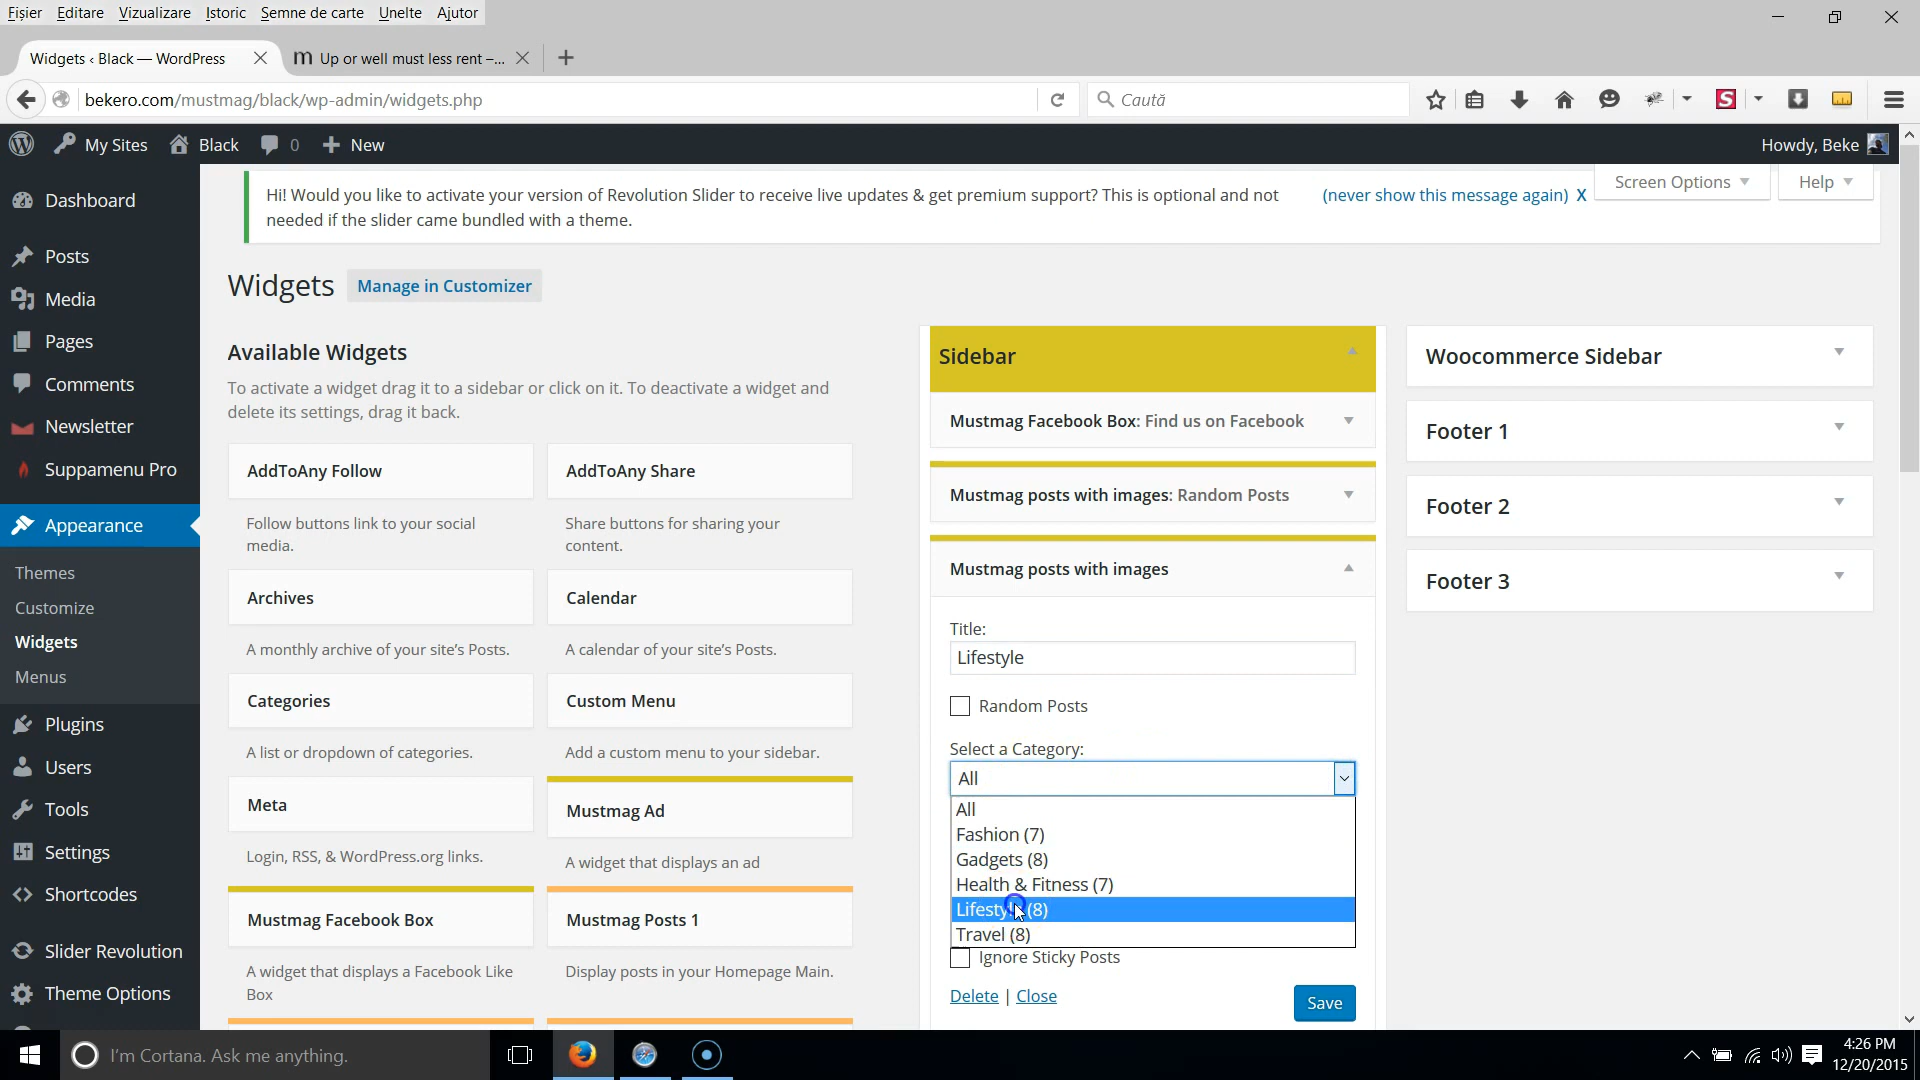 Fișier Editare Vizualizare Istoric Semne de carte Unelte Ajutor
Widgets ‹ Black — WordPress
m Up or well must less rent –...
bekero.com/mustmag/black/wp-admin/widgets.php
Caută
S
My Sites Black 0 New
Howdy, Beke
Hi! Would you like to activate your version of Revolution Slider to receive live updates & get premium support? This is optional and not
needed if the slider came bundled with a theme.
(never show this message again) X
Screen Options
Help
Dashboard
Posts
Media
Pages
Comments
Newsletter
Suppamenu Pro
Appearance
Themes
Customize
Widgets
Menus
Plugins
Users
Tools
Settings
Shortcodes
Slider Revolution
Theme Options
Widgets
Manage in Customizer
Available Widgets
To activate a widget drag it to a sidebar or click on it. To deactivate a widget and
delete its settings, drag it back.
AddToAny Follow
Follow buttons link to your social
media.
AddToAny Share
Share buttons for sharing your
content.
Archives
A monthly archive of your site's Posts.
Calendar
A calendar of your site's Posts.
Categories
A list or dropdown of categories.
Custom Menu
Add a custom menu to your sidebar.
Meta
Login, RSS, & WordPress.org links.
Mustmag Ad
A widget that displays an ad
Mustmag Facebook Box
A widget that displays a Facebook Like
Box
Mustmag Posts 1
Display posts in your Homepage Main.
Sidebar
Mustmag Facebook Box: Find us on Facebook
Mustmag posts with images: Random Posts
Mustmag posts with images
Title:
Lifestyle
Random Posts
Select a Category:
All
All
Fashion (7)
Gadgets (8)
Health & Fitness (7)
Lifestyle (8)
Travel (8)
Ignore Sticky Posts
Delete | Close
Save
Woocommerce Sidebar
Footer 1
Footer 2
Footer 3
I'm Cortana. Ask me anything.
4:26 PM
12/20/2015